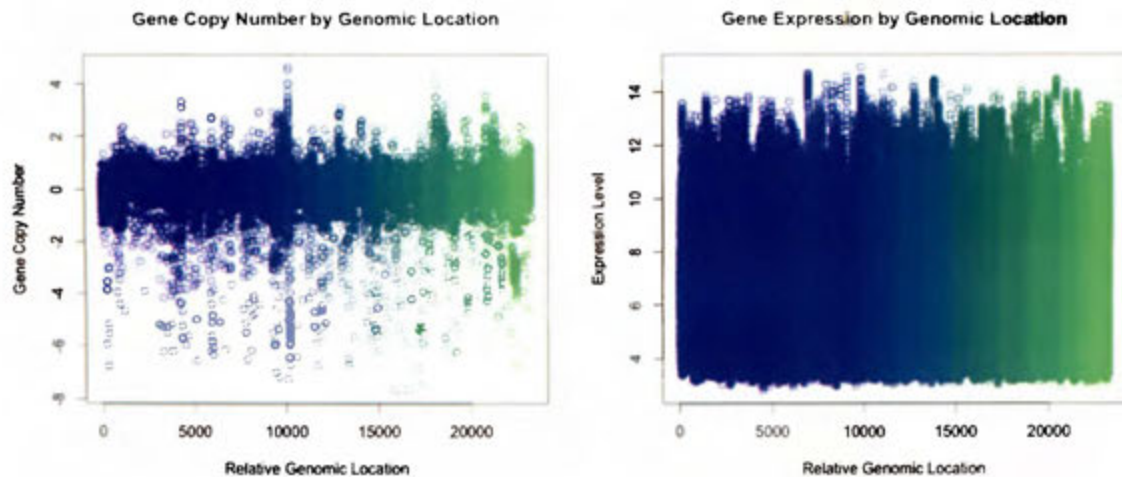 Gene Copy Number by Genomic Location
Gene Copy Number
4
2
0
-2
-4
-6
-8
0 5000 10000 15000 20000
Relative Genomic Location
Gene Expression by Genomic Location
Expression Level
14
12
10
8
6
4
0 5000 10000 15000 20000
Relative Genomic Location